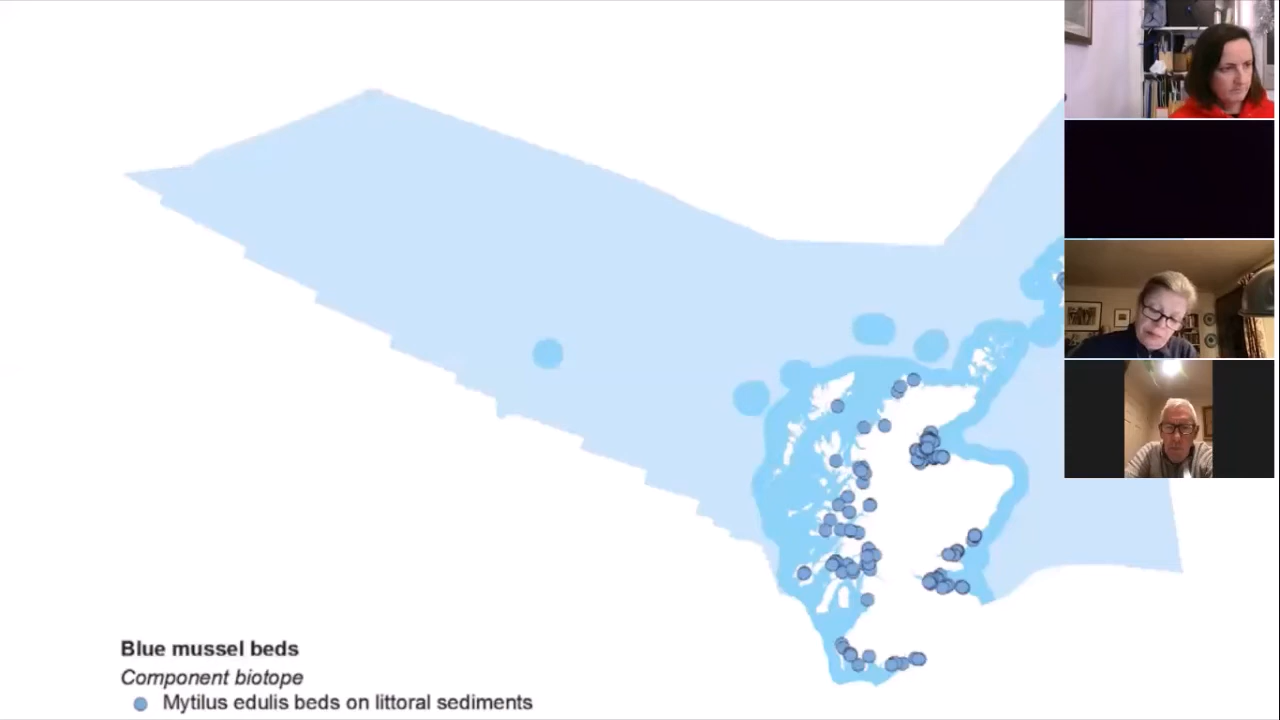 Blue mussel beds
Component biotope
Mytilus edulis beds on littoral sediments